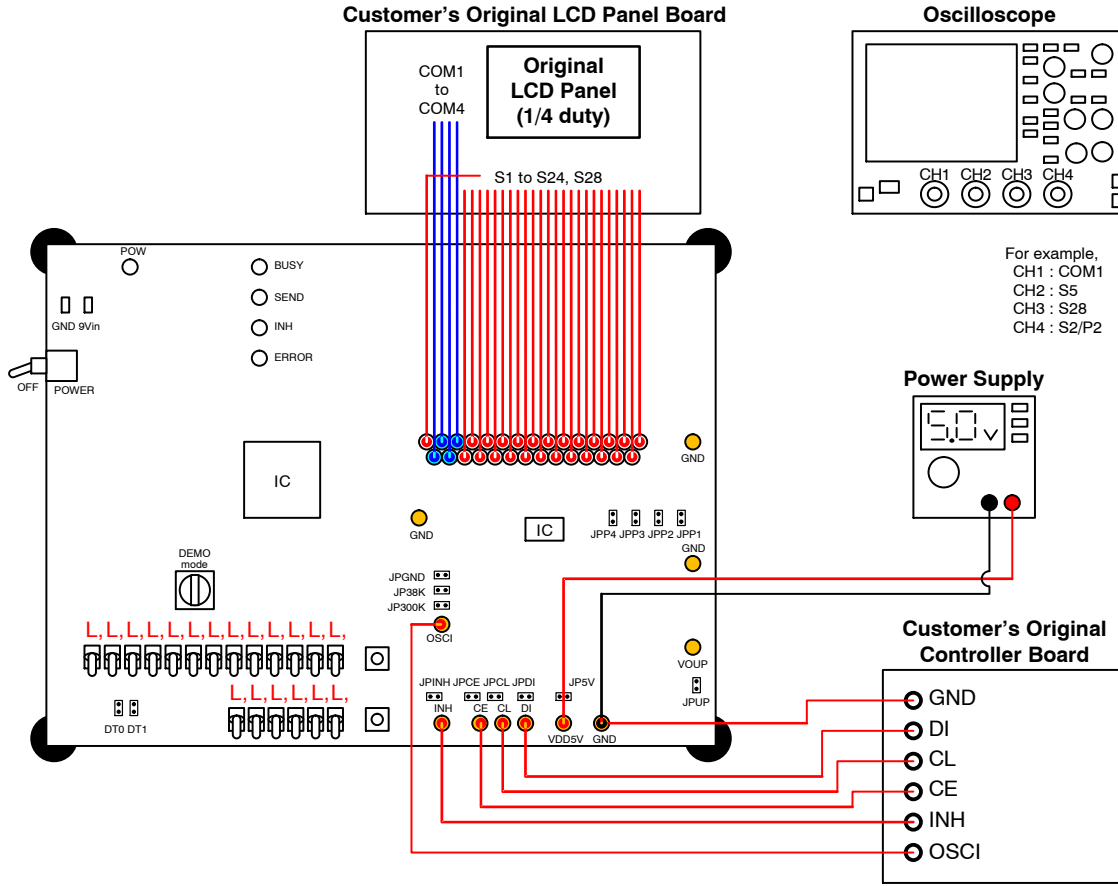 Customer's Original LCD Panel Board
Oscilloscope
COM1
to
COM4
Original
LCD Panel
(1/4 duty)
S1 to S24, S28
CH1 CH2 CH3 CH4
For example,
CH1 : COM1
CH2 : S5
CH3 : S28
CH4 : S2/P2
POW
BUSY
SEND
INH
ERROR
GND 9Vin
OFF
POWER
Power Supply
5.0 v
GND
IC
GND
IC
JPP4 JPP3 JPP2 JPP1
GND
DEMO
mode
JPGND
JP38K
JP300K
OSCI
L, L, L, L, L, L, L, L, L, L, L, L,
L, L, L, L, L, L,
DT0 DT1
JPINH JPCE JPCL JPDI JP5V
INH CE CL DI
VDD5V GND
VOUP
JPUP
Customer's Original
Controller Board
GND
DI
CL
CE
INH
OSCI